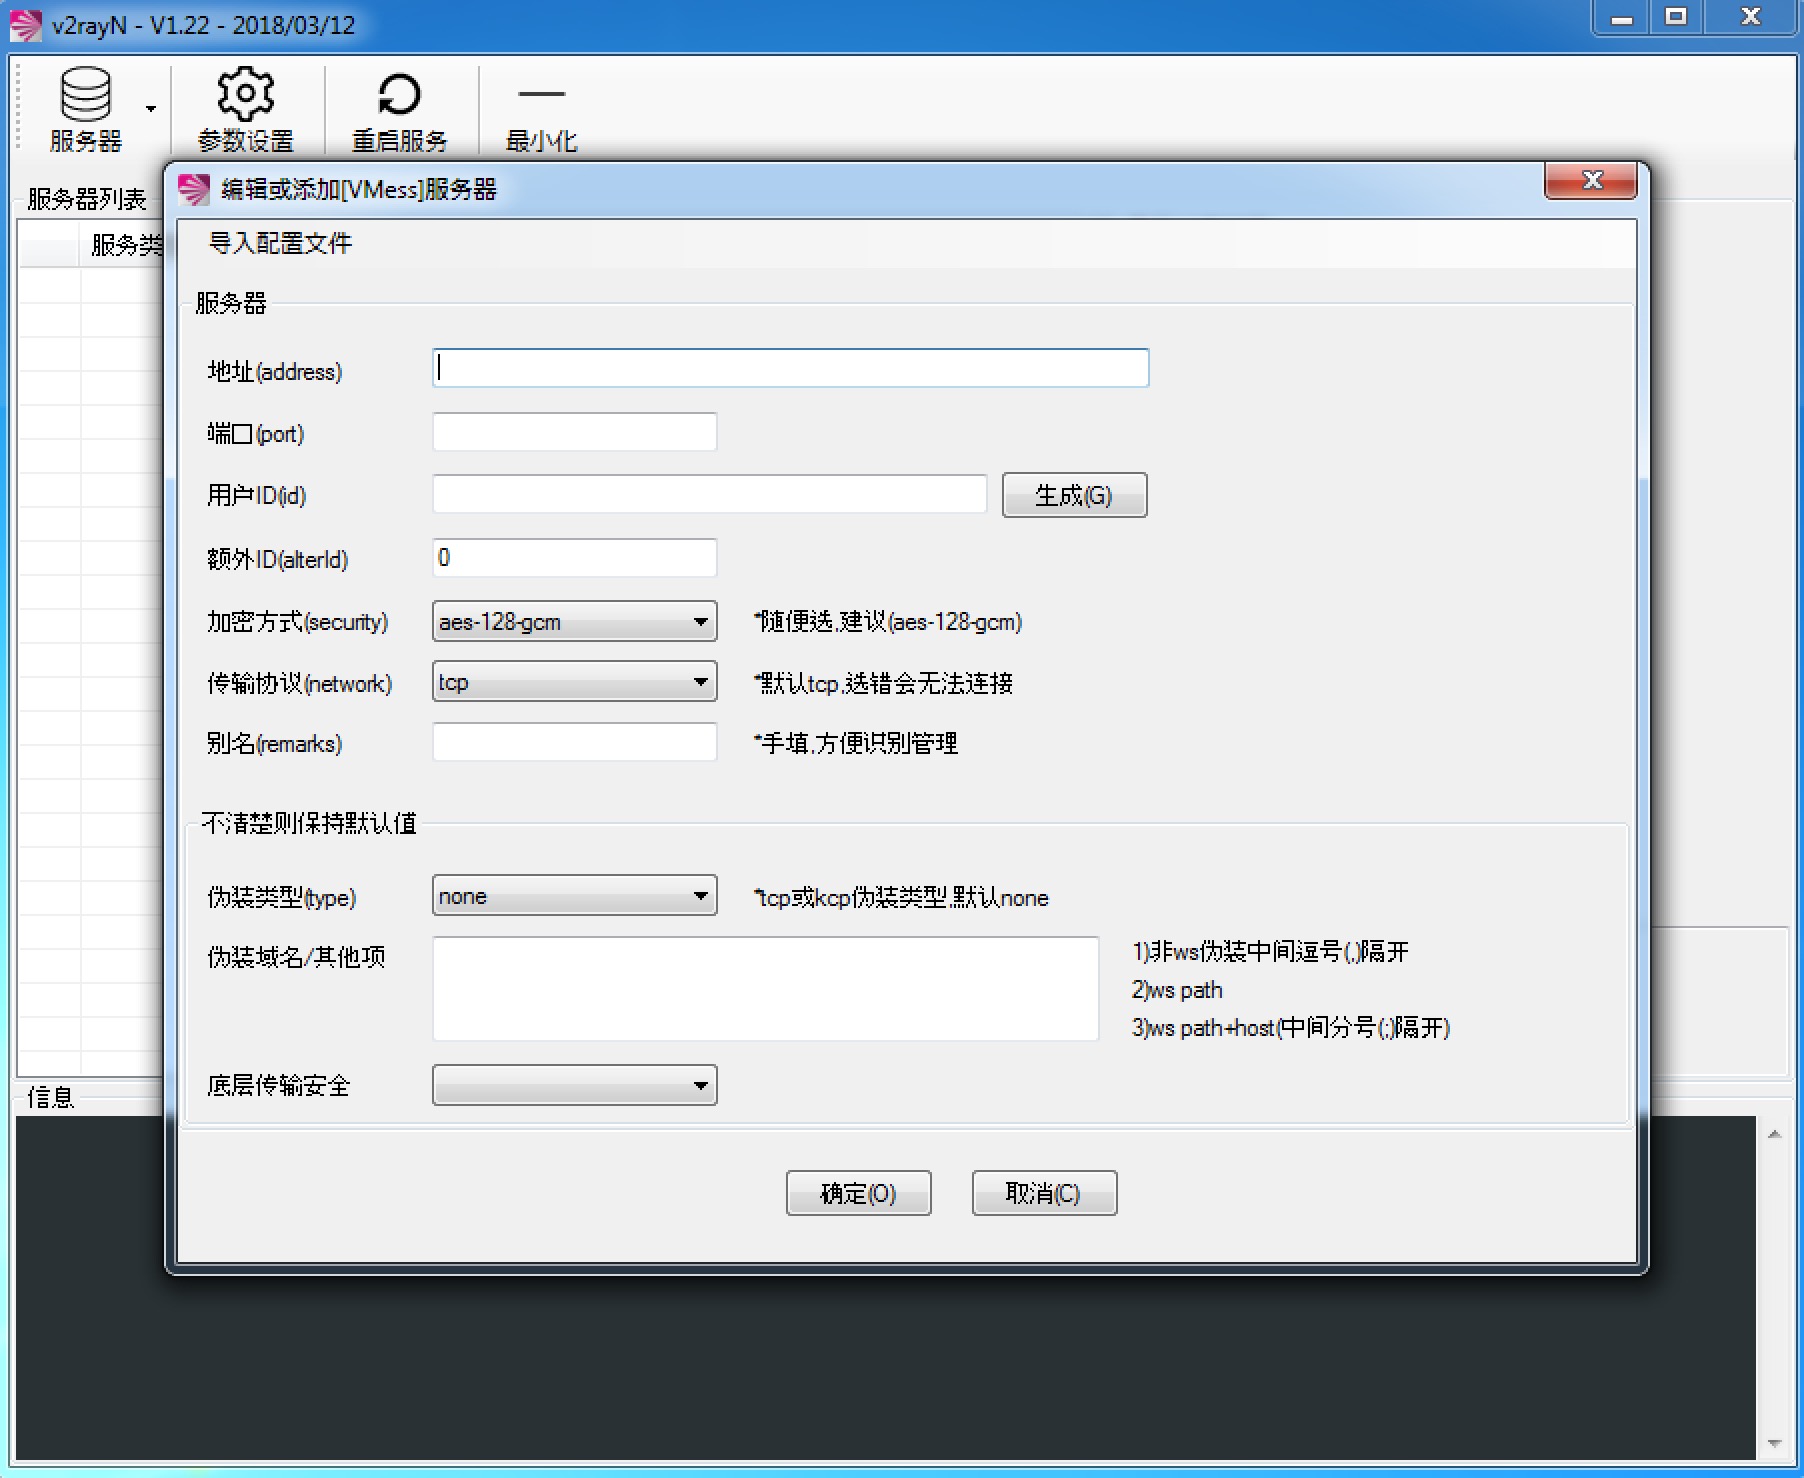 v2rayN - V1.22 - 2018/03/12
服务器
参数设置
重启服务
最小化
服务器列表
服务类
编辑或添加[VMess]服务器
导入配置文件
服务器
地址(address)
端口(port)
用户ID(id)
生成(G)
额外ID(alterId)
0
加密方式(security)
aes-128-gcm
*随便选,建议(aes-128-gcm)
传输协议(network)
tcp
*默认tcp,选错会无法连接
别名(remarks)
*手填,方便识别管理
不清楚则保持默认值
伪装类型(type)
none
*tcp或kcp伪装类型,默认none
伪装域名/其他项
1)非ws伪装中间逗号(,)隔开
2)ws path
3)ws path+host(中间分号(;)隔开)
底层传输安全
信息
确定(O)
取消(C)